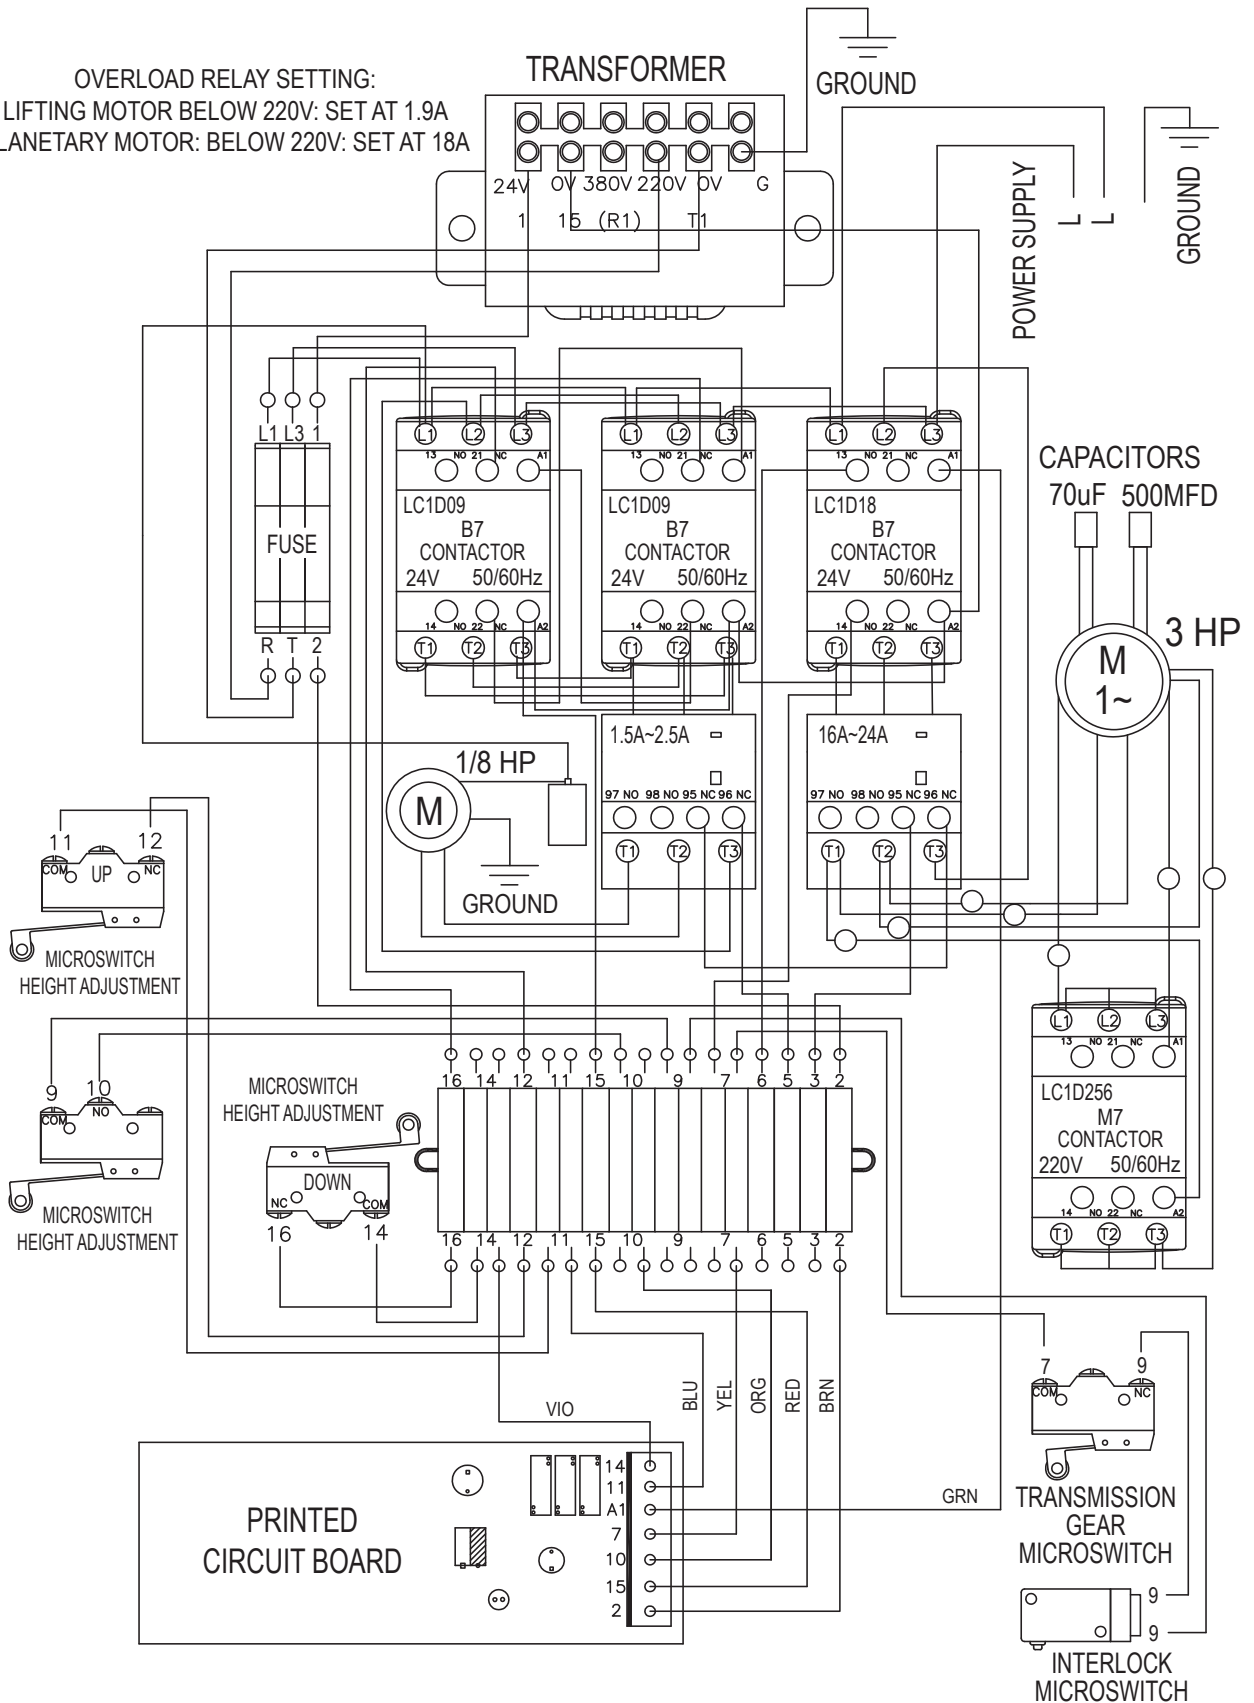 OVERLOAD RELAY SETTING:
LIFTING MOTOR BELOW 220V: SET AT 1.9A
LANETARY MOTOR: BELOW 220V: SET AT 18A
TRANSFORMER
GROUND
24V 0V 380V 220V 0V G
1 15 (R1) T1
POWER SUPPLY
L
L
GROUND
L1 L3 1
FUSE
R T 2
L1 L2 L3
13 NO 21 NC A1
LC1D09
B7
CONTACTOR
24V 50/60Hz
14 NO 22 NC A2
T1 T2 T3
L1 L2 L3
13 NO 21 NC A1
LC1D09
B7
CONTACTOR
24V 50/60Hz
14 NO 22 NC A2
T1 T2 T3
L1 L2 L3
13 NO 21 NC A1
LC1D18
B7
CONTACTOR
24V 50/60Hz
14 NO 22 NC A2
T1 T2 T3
CAPACITORS
70uF 500MFD
3 HP
M
1~
1.5A~2.5A
97 NO 98 NO 95 NC 96 NC
T1 T2 T3
16A~24A
97 NO 98 NO 95 NC 96 NC
T1 T2 T3
1/8 HP
M
GROUND
11 12
COM UP NC
MICROSWITCH
HEIGHT ADJUSTMENT
9 10
COM NO
MICROSWITCH
HEIGHT ADJUSTMENT
MICROSWITCH
HEIGHT ADJUSTMENT
DOWN
NC COM
16 14
16 14 12 11 15 10 9 7 6 5 3 2
16 14 12 11 15 10 9 7 6 5 3 2
L1 L2 L3
13 NO 21 NC A1
LC1D256
M7
CONTACTOR
220V 50/60Hz
14 NO 22 NC A2
T1 T2 T3
VIO
BLU
YEL
ORG
RED
BRN
GRN
PRINTED
CIRCUIT BOARD
14
11
A1
7
10
15
2
7 9
COM NC
TRANSMISSION
GEAR
MICROSWITCH
9
9
INTERLOCK
MICROSWITCH